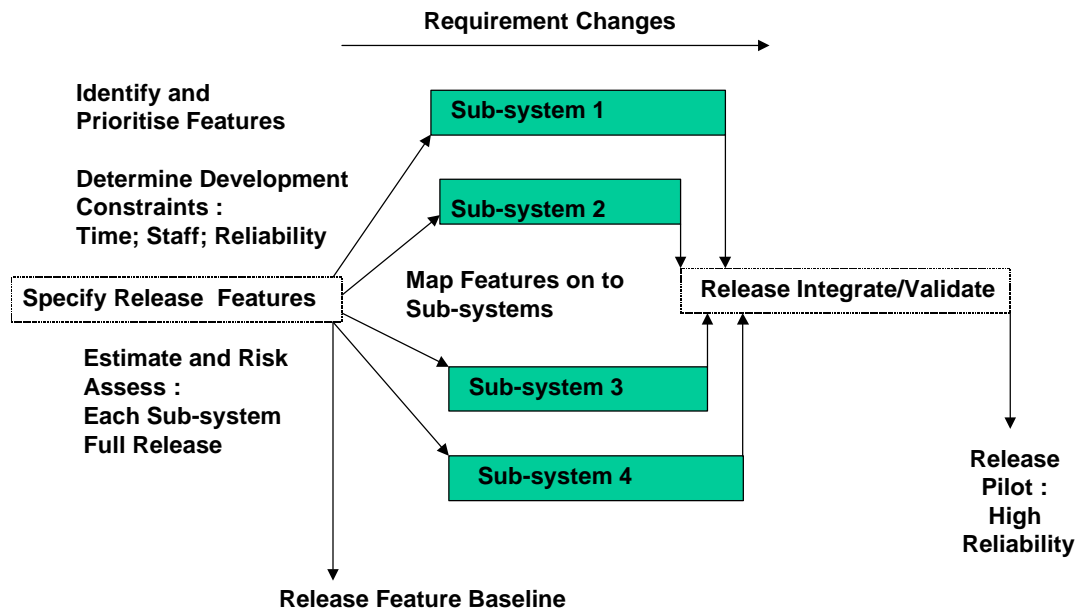 Requirement Changes
Identify and
Prioritise Features
Sub-system 1
Determine Development
Constraints :
Time; Staff; Reliability
Sub-system 2
Specify Release  Features
Map Features on to
Sub-systems
Release Integrate/Validate
Estimate and Risk
Assess :
Each Sub-system
Full Release
Sub-system 3
Sub-system 4
Release
Pilot :
High
Reliability
Release Feature Baseline